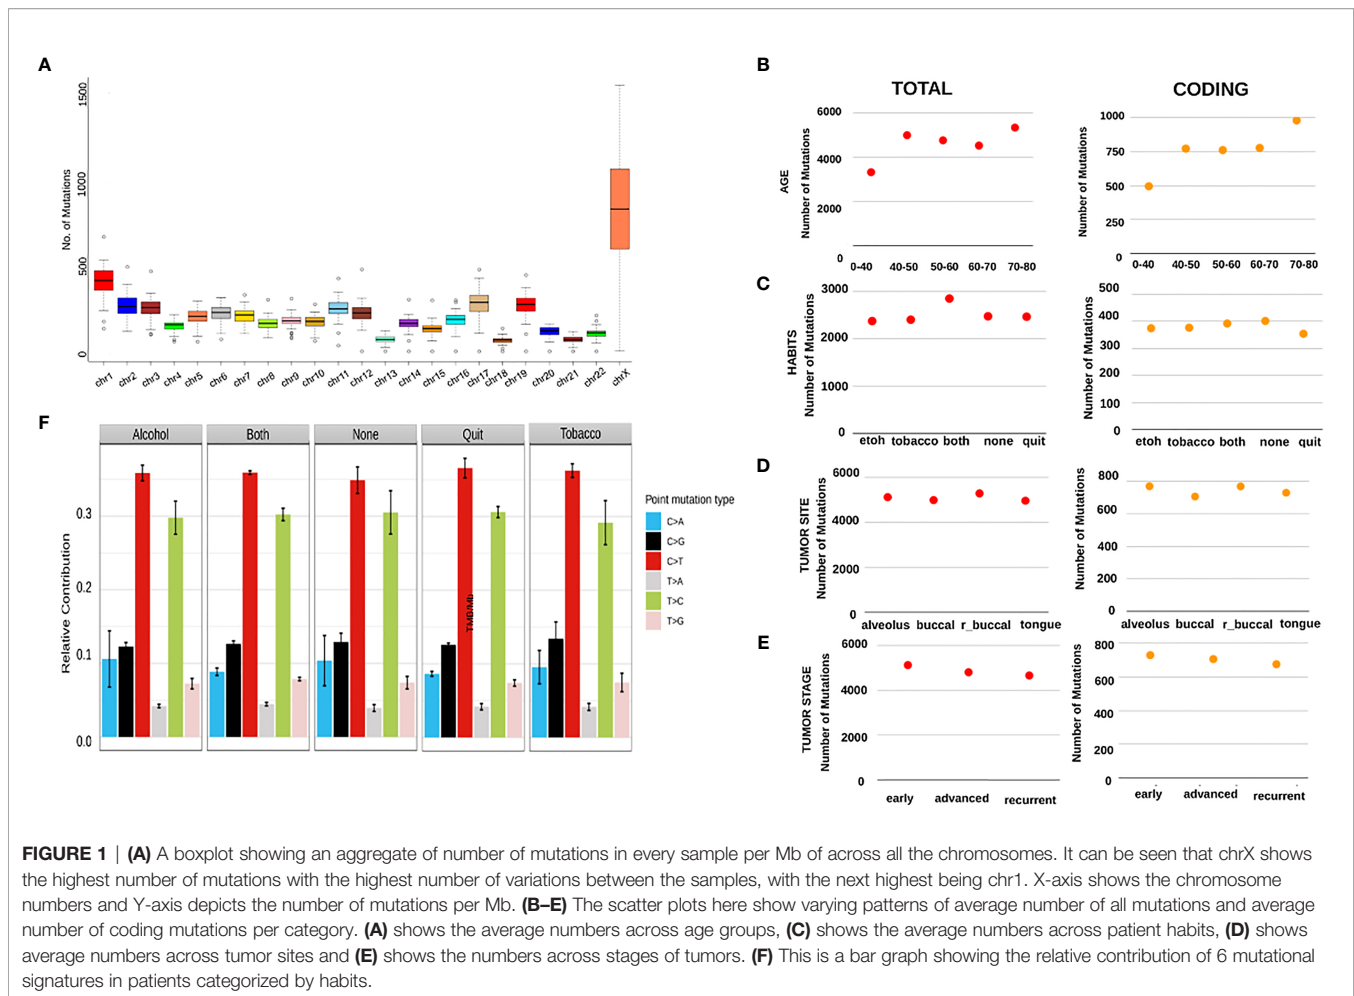 A
1500
1000
500
0
No. of Mutations
chr1 chr2 chr3 chr4 chr5 chr6 chr7 chr8 chr9 chr10 chr11 chr12 chr13 chr14 chr15 chr16 chr17 chr18 chr19 chr20 chr21 chr22 chrX
B
TOTAL
CODING
AGE
Number of Mutations
6000
4000
2000
0
0-40 40-50 50-60 60-70 70-80
Number of Mutations
1000
750
500
250
0
0-40 40-50 50-60 60-70 70-80
C
HABITS
Number of Mutations
3000
2000
1000
0
etoh tobacco both none quit
Number of Mutations
500
400
300
200
100
0
etoh tobacco both none quit
D
TUMOR SITE
Number of Mutations
6000
4000
2000
0
alveolus buccal r_buccal tongue
Number of Mutations
800
600
400
200
0
alveolus buccal r_buccal tongue
E
TUMOR STAGE
Number of Mutations
6000
4000
2000
0
early advanced recurrent
Number of Mutations
800
600
400
200
0
early advanced recurrent
F
Alcohol Both None Quit Tobacco
Relative Contribution
0.3
0.2
0.1
0.0
TMB/Mb
Point mutation type
C>A
C>G
C>T
T>A
T>C
T>G
FIGURE 1 | (A) A boxplot showing an aggregate of number of mutations in every sample per Mb of across all the chromosomes. It can be seen that chrX shows
the highest number of mutations with the highest number of variations between the samples, with the next highest being chr1. X-axis shows the chromosome
numbers and Y-axis depicts the number of mutations per Mb. (B–E) The scatter plots here show varying patterns of average number of all mutations and average
number of coding mutations per category. (A) shows the average numbers across age groups, (C) shows the average numbers across patient habits, (D) shows
average numbers across tumor sites and (E) shows the numbers across stages of tumors. (F) This is a bar graph showing the relative contribution of 6 mutational
signatures in patients categorized by habits.